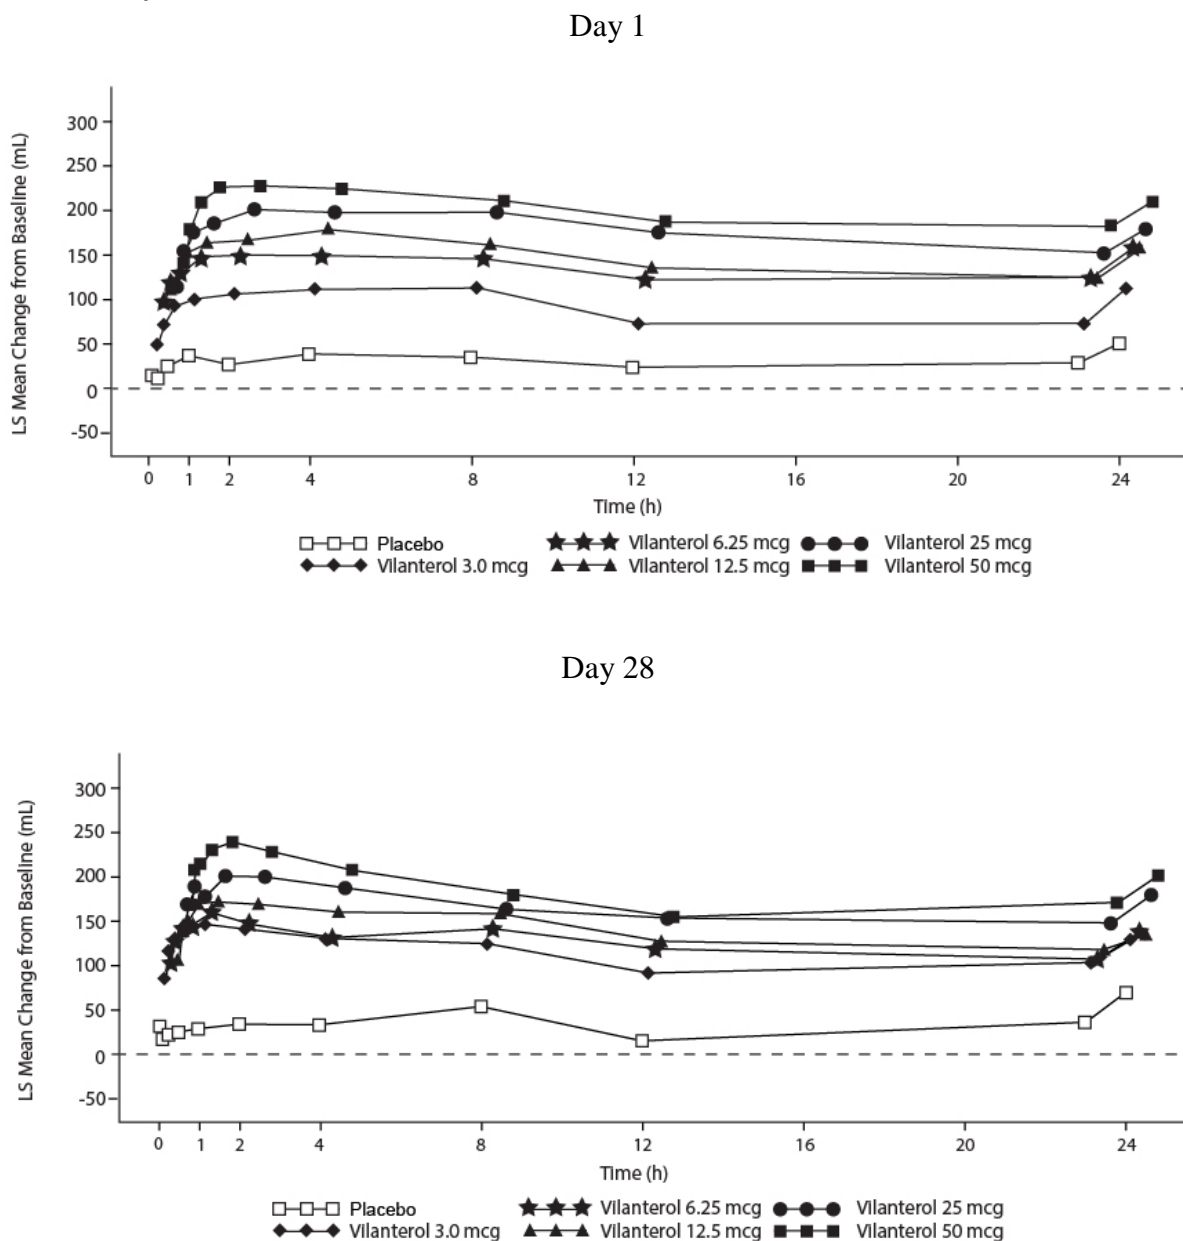 Day 1
LS Mean Change from Baseline (mL)
300
250
200
150
100
50
0
-50
0 1 2 4 8 12 16 20 24
Time (h)
Placebo Vilanterol 6.25 mcg Vilanterol 25 mcg
Vilanterol 3.0 mcg Vilanterol 12.5 mcg Vilanterol 50 mcg
Day 28
LS Mean Change from Baseline (mL)
300
250
200
150
100
50
0
-50
0 1 2 4 8 12 16 20 24
Time (h)
Placebo Vilanterol 6.25 mcg Vilanterol 25 mcg
Vilanterol 3.0 mcg Vilanterol 12.5 mcg Vilanterol 50 mcg